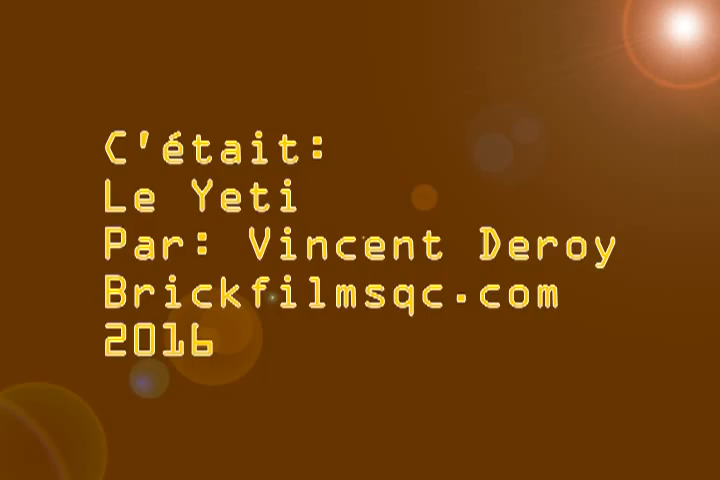 C'était:
Le Yeti
Par: Vincent Deroy
Brickfilmsqc.com
2016